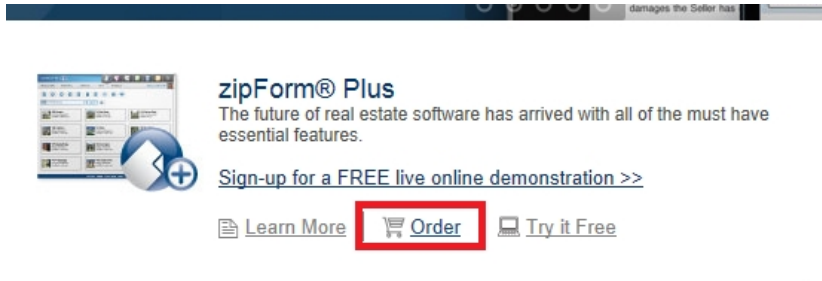 damages the Seller has
zipForm® Plus
The future of real estate software has arrived with all of the must have
essential features.
Sign-up for a FREE live online demonstration >>
Learn More Order Try it Free